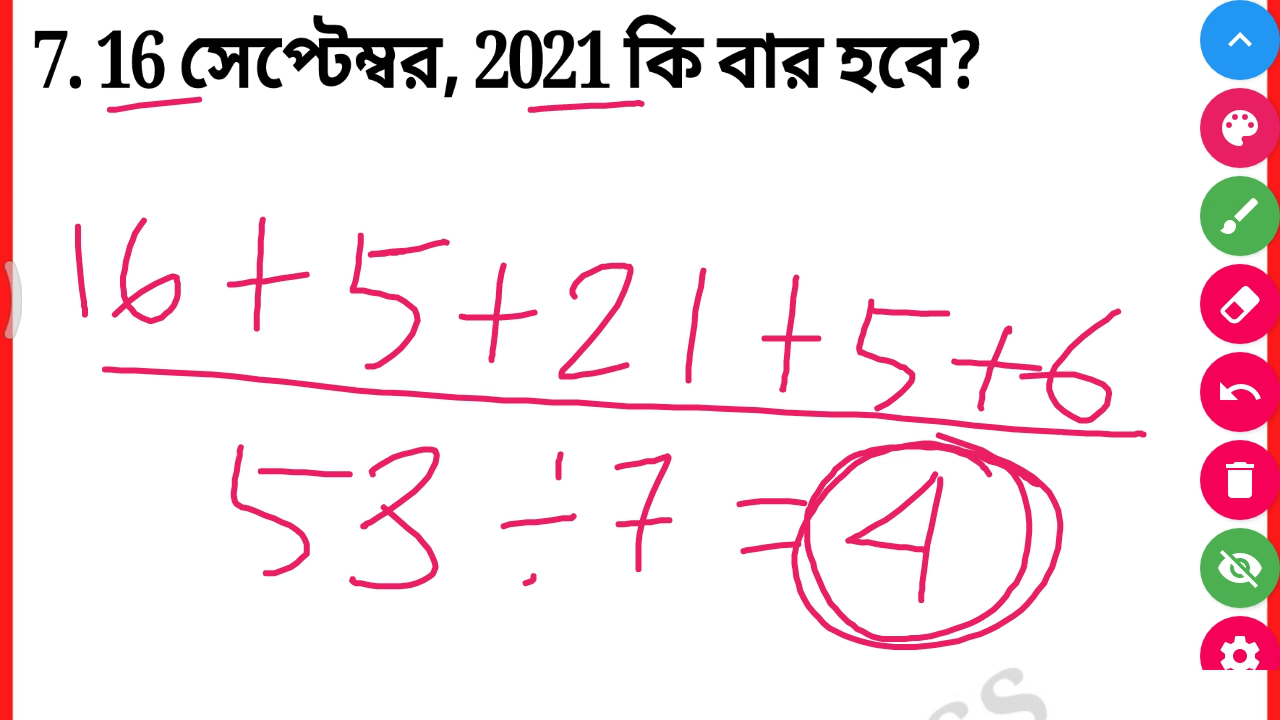 7. 16 সেপ্টেম্বর, 2021 কি বার হবে?
16 + 5 + 21 + 5 + 6
53 ÷ 7 = 4